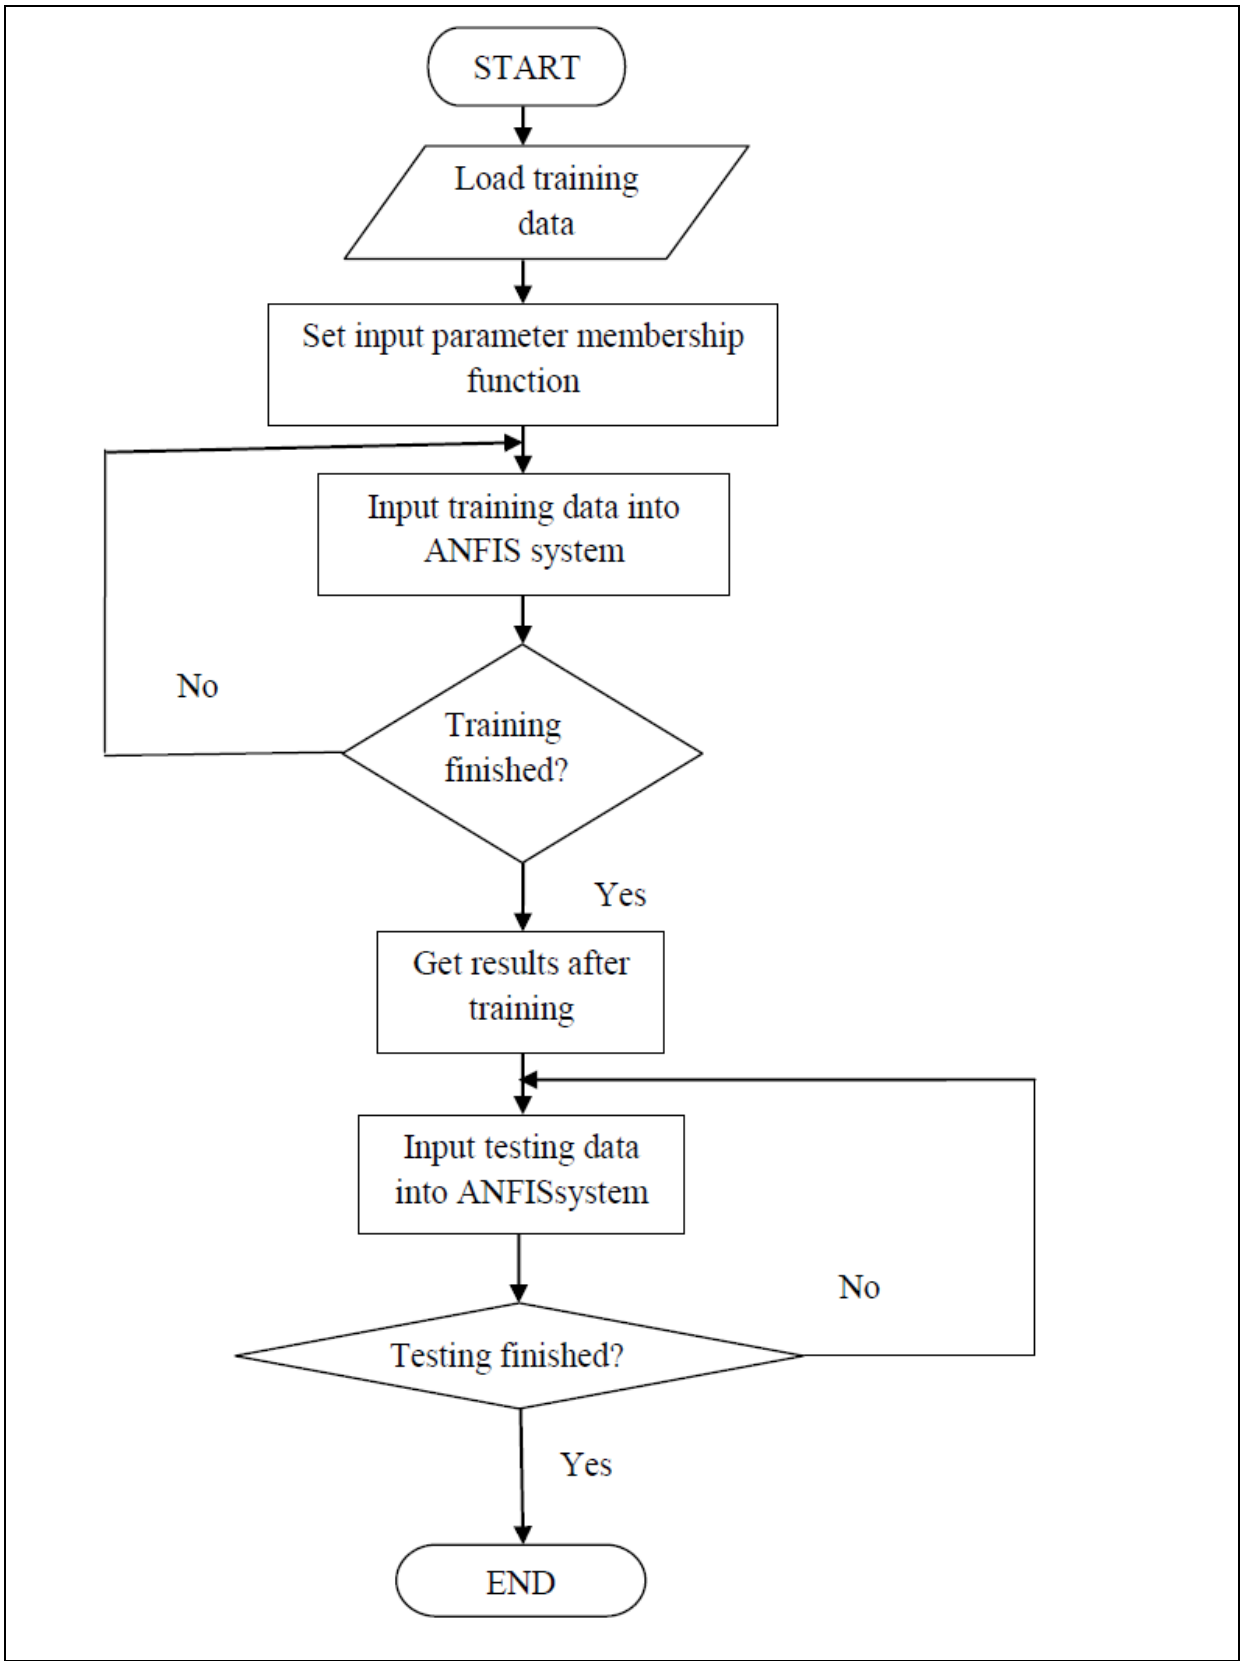 START
Load training
data
Set input parameter membership
function
Input training data into
ANFIS system
No
Training
finished?
Yes
Get results after
training
Input testing data
into ANFISsystem
No
Testing finished?
Yes
END